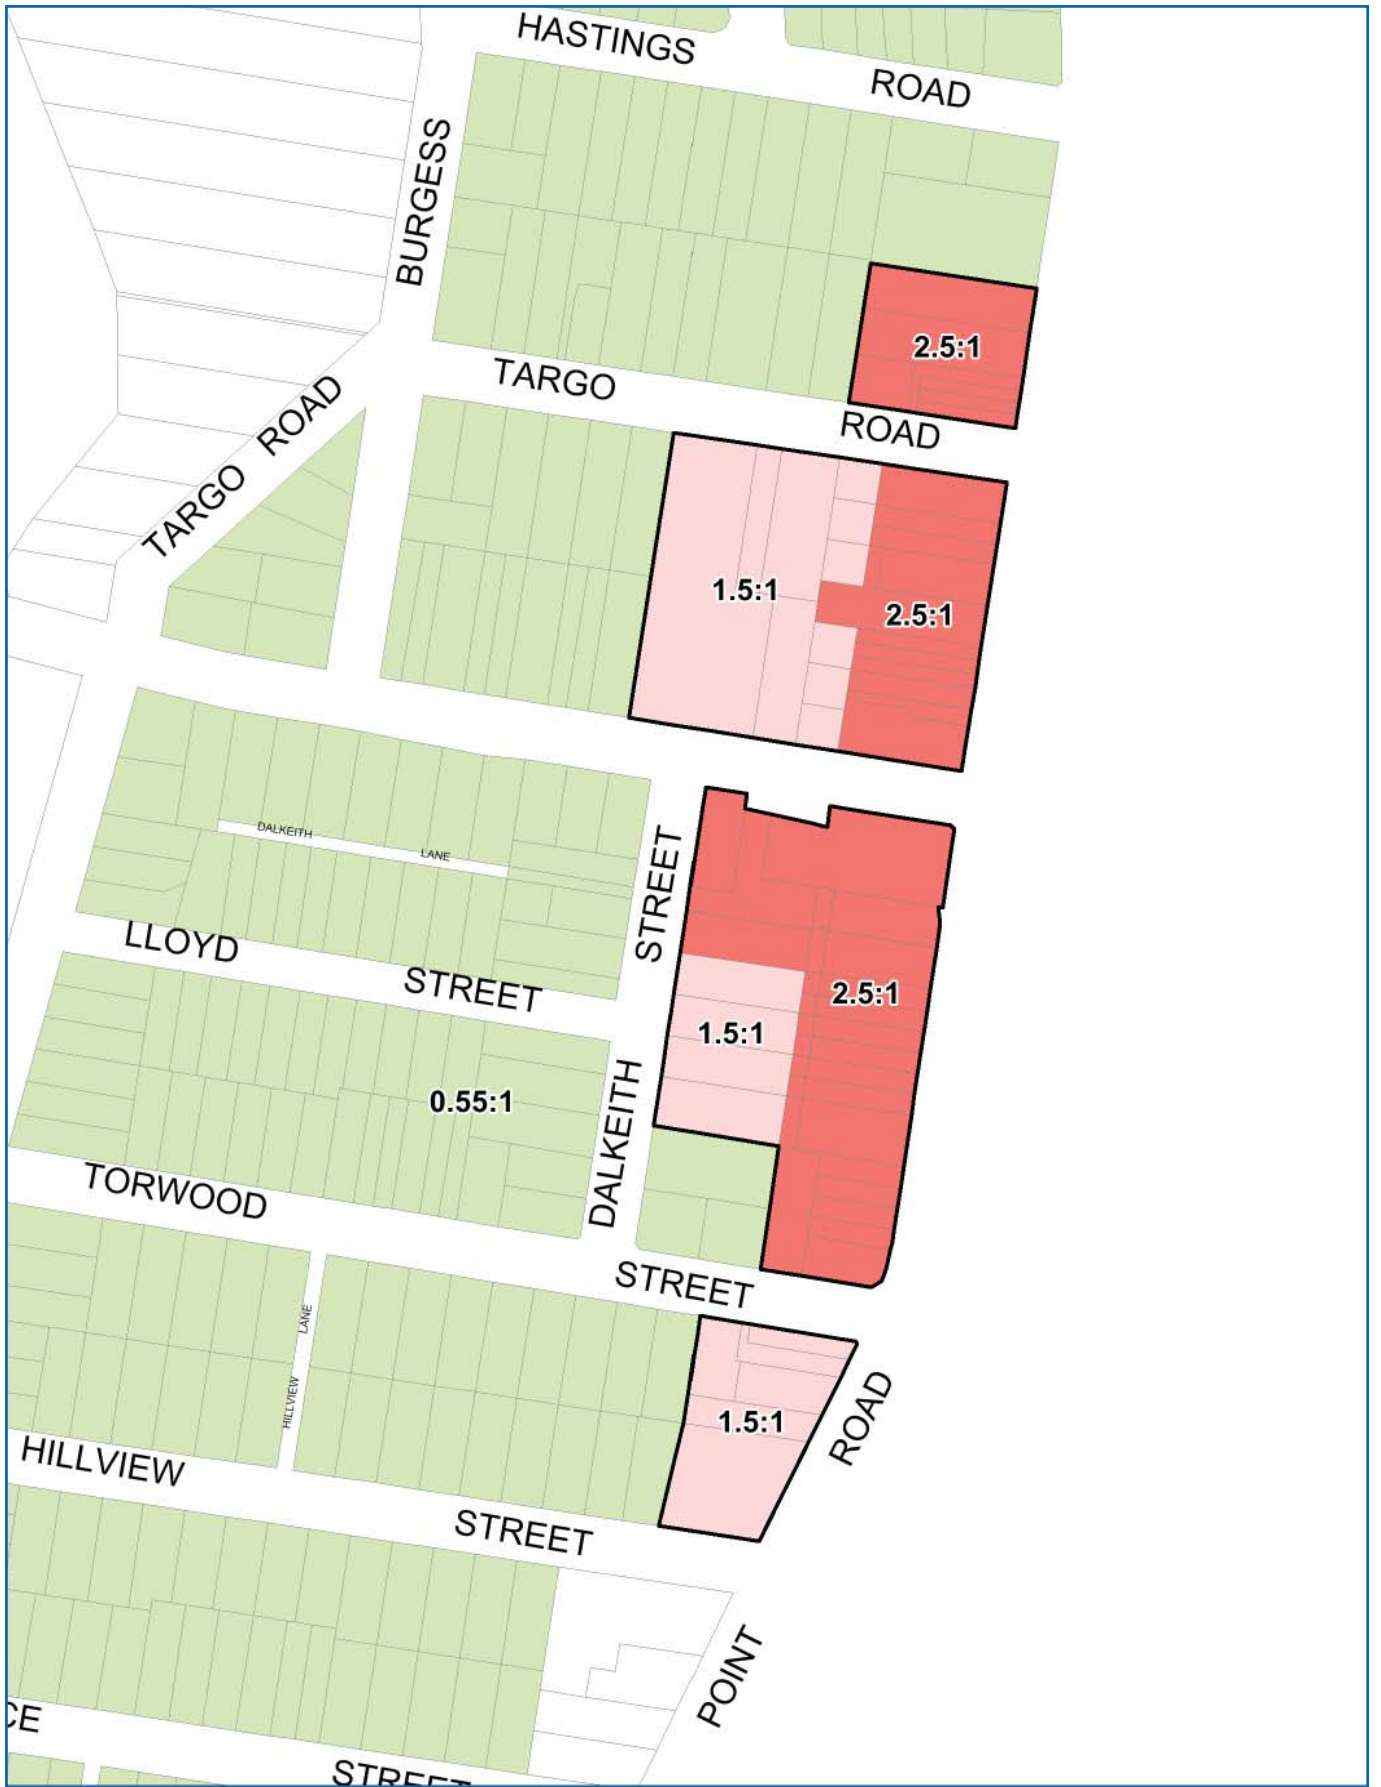 HASTINGS
ROAD
BURGESS
2.5:1
TARGO
ROAD
TARGO ROAD
1.5:1
2.5:1
DALKEITH
LANE
STREET
LLOYD
STREET
2.5:1
1.5:1
0.55:1
DALKEITH
TORWOOD
STREET
LANE
HILLVIEW
1.5:1
ROAD
HILLVIEW
STREET
POINT
CE
STREET